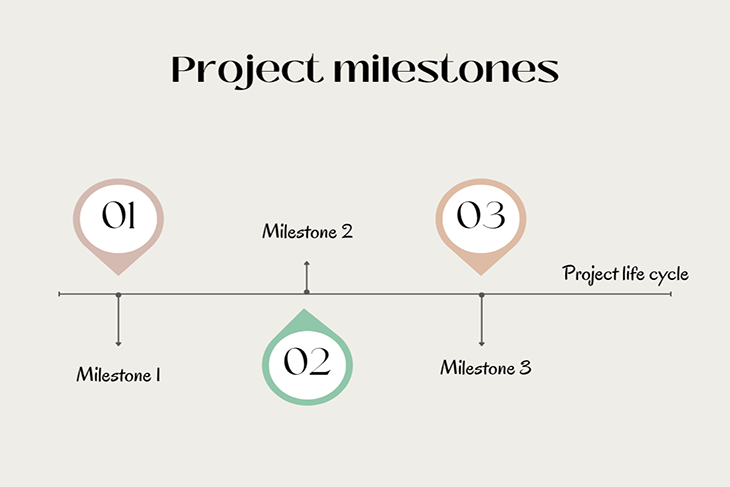 Project milestones
01
Milestone 2
03
Project life cycle
Milestone 1
02
Milestone 3